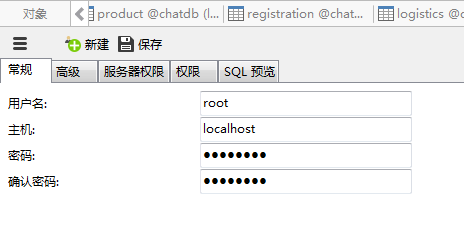 对象 product @chatdb (l... registration @chat... logistics @c
新建 保存
常规 高级 服务器权限 权限 SQL 预览
用户名: root
主机: localhost
密码: ●●●●●●●●
确认密码: ●●●●●●●●